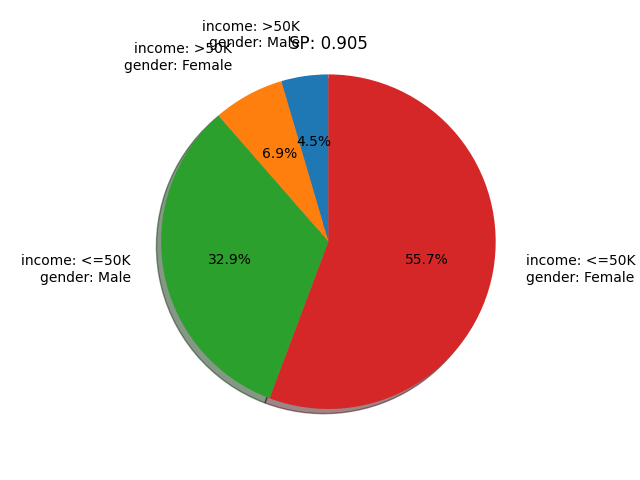 income: >50K
gender: Male
SP: 0.905
income: >50K
gender: Female
4.5%
6.9%
income: <=50K
gender: Male
32.9%
55.7%
income: <=50K
gender: Female